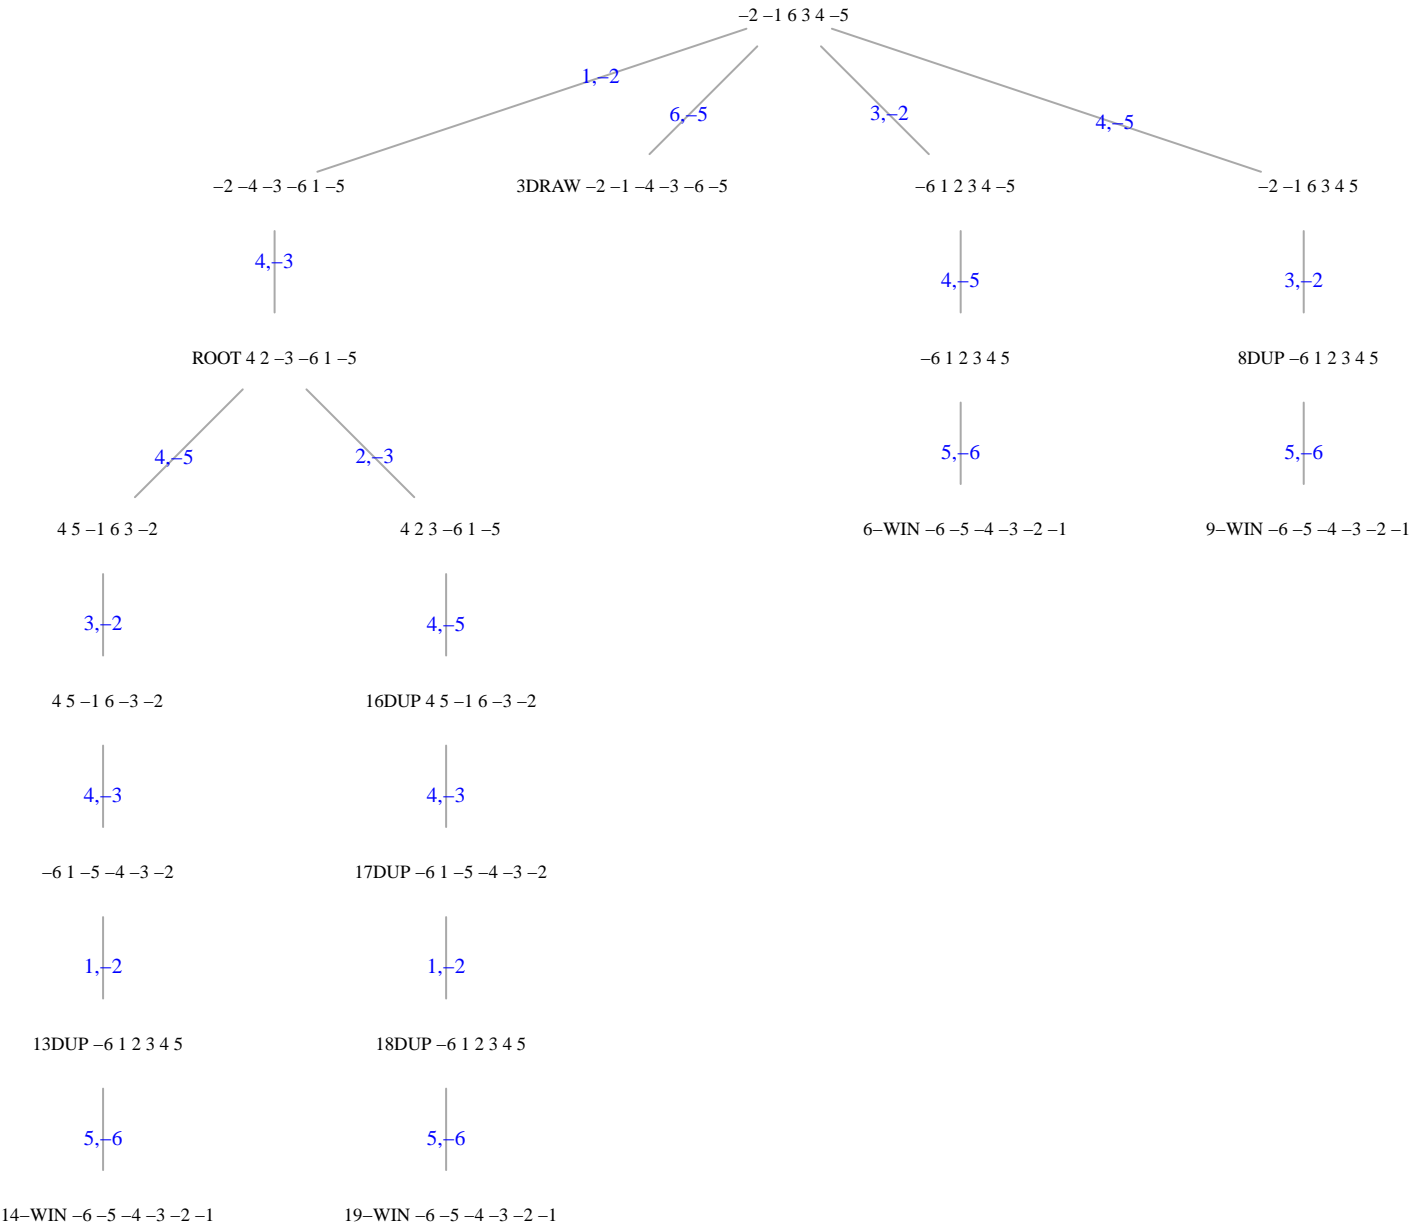 –2 –1 6 3 4 –5
1,–2
6,–5
3,–2
4,–5
–2 –4 –3 –6 1 –5
3DRAW –2 –1 –4 –3 –6 –5
–6 1 2 3 4 –5
–2 –1 6 3 4 5
4,–3
4,–5
3,–2
ROOT 4 2 –3 –6 1 –5
–6 1 2 3 4 5
8DUP –6 1 2 3 4 5
4,–5
2,–3
5,–6
5,–6
4 5 –1 6 3 –2
4 2 3 –6 1 –5
6–WIN –6 –5 –4 –3 –2 –1
9–WIN –6 –5 –4 –3 –2 –1
3,–2
4,–5
4 5 –1 6 –3 –2
16DUP 4 5 –1 6 –3 –2
4,–3
4,–3
–6 1 –5 –4 –3 –2
17DUP –6 1 –5 –4 –3 –2
1,–2
1,–2
13DUP –6 1 2 3 4 5
18DUP –6 1 2 3 4 5
5,–6
5,–6
14–WIN –6 –5 –4 –3 –2 –1
19–WIN –6 –5 –4 –3 –2 –1